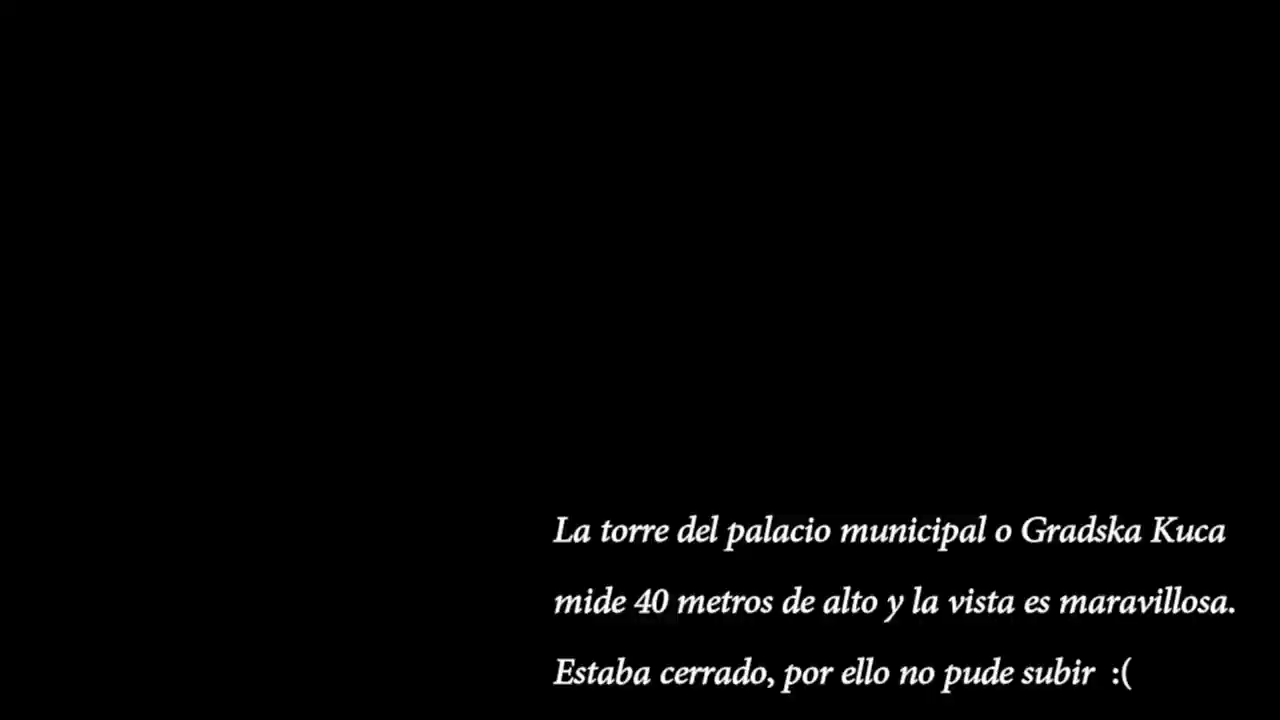 La torre del palacio municipal o Gradska Kuca
mide 40 metros de alto y la vista es maravillosa.
Estaba cerrado, por ello no pude subir  :(